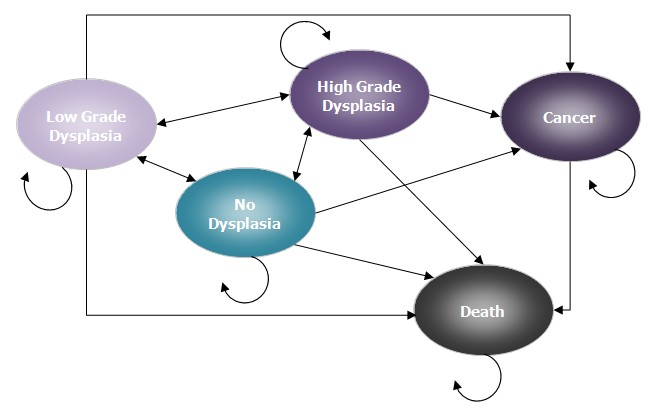 Low Grade
Dysplasia
High Grade
Dysplasia
Cancer
No
Dysplasia
Death